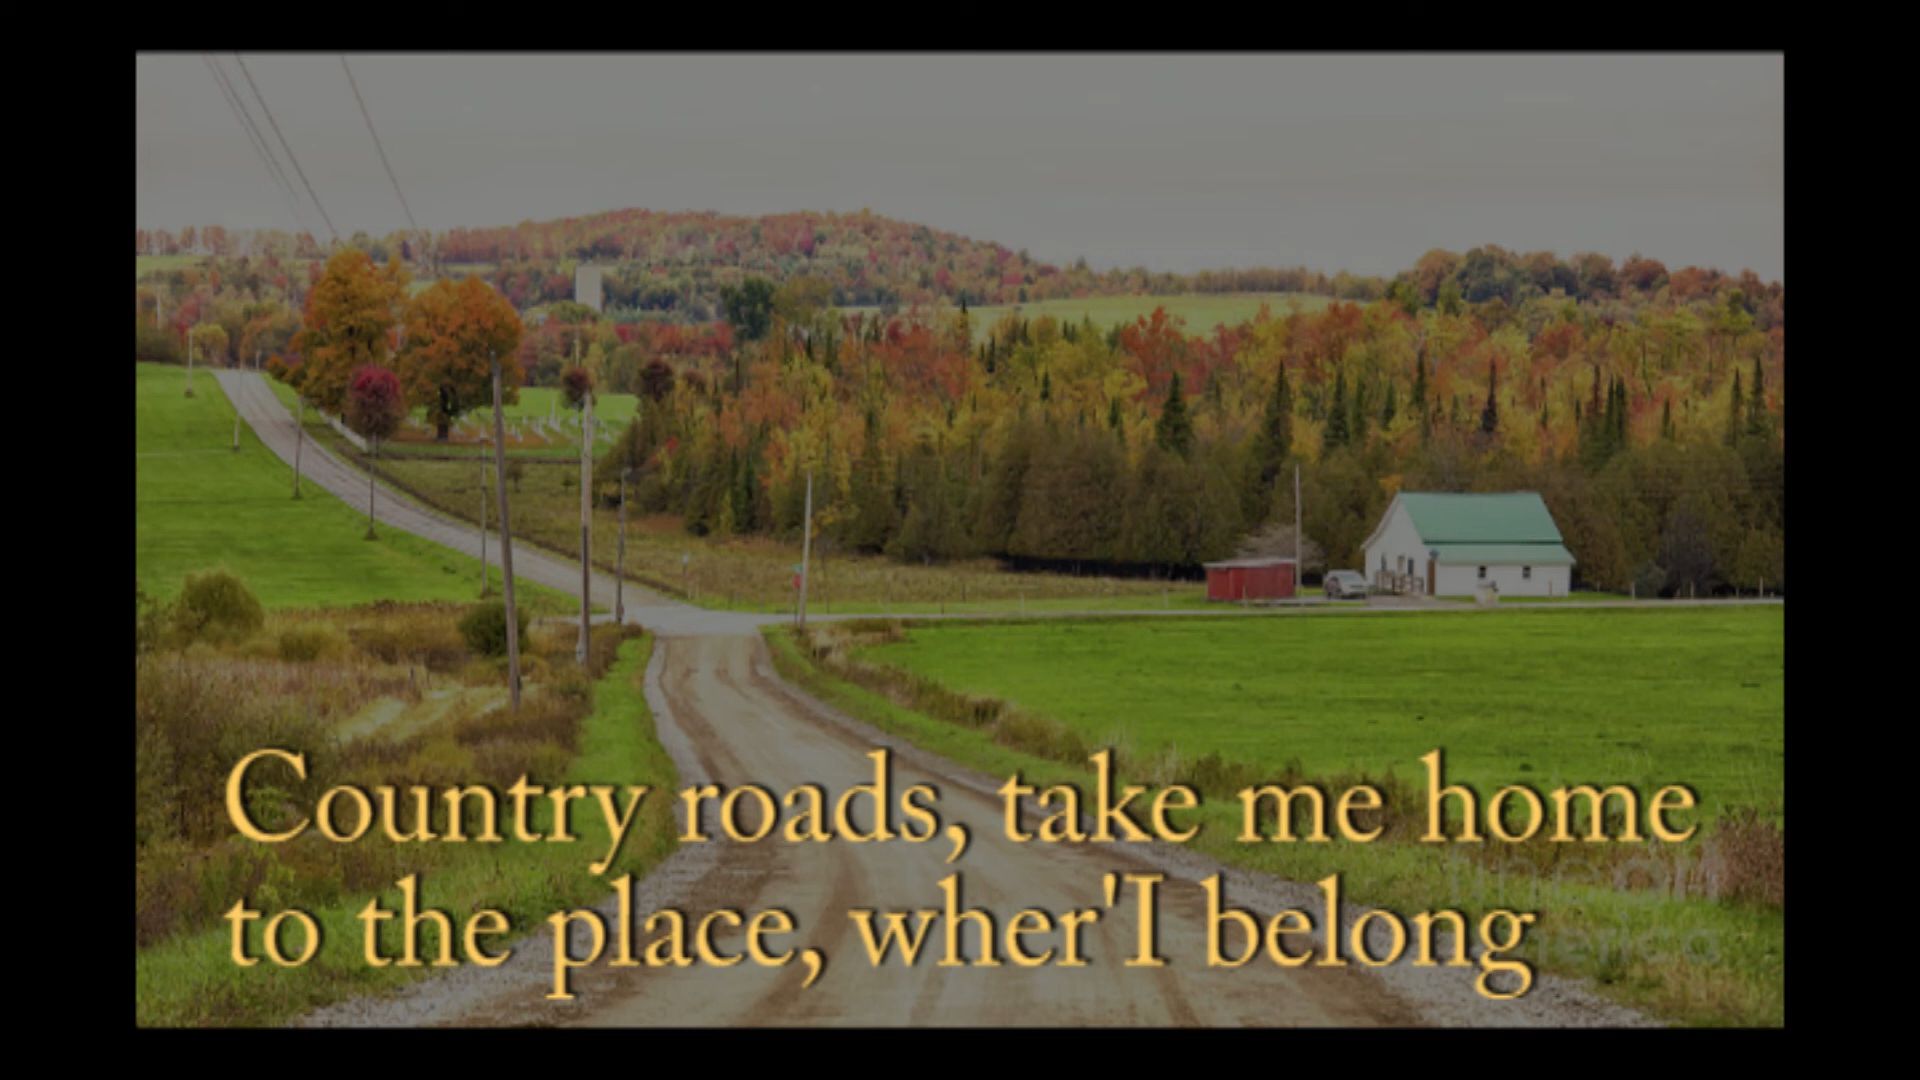 Country roads, take me home
to the place, wher'I belong